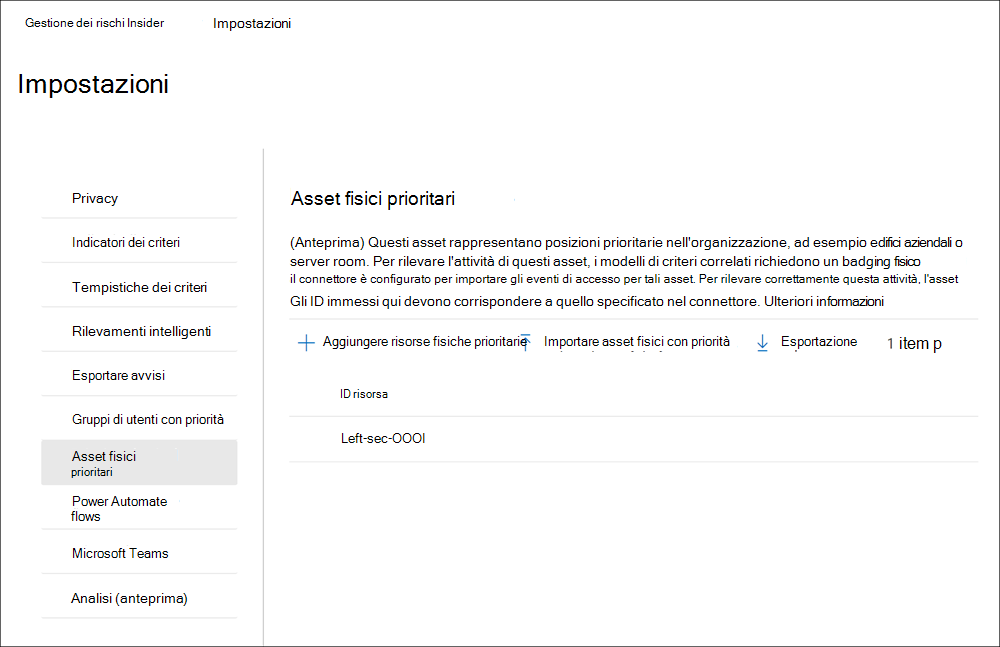 Gestione dei rischi Insider
Impostazioni
Impostazioni
Privacy
Indicatori dei criteri
Tempistiche dei criteri
Rilevamenti intelligenti
Esportare avvisi
Gruppi di utenti con priorità
Asset fisici
prioritari
Power Automate
flows
Microsoft Teams
Analisi (anteprima)
Asset fisici prioritari
(Anteprima) Questi asset rappresentano posizioni prioritarie nell'organizzazione, ad esempio edifici aziendali o
server room. Per rilevare l'attività di questi asset, i modelli di criteri correlati richiedono un badging fisico
il connettore è configurato per importare gli eventi di accesso per tali asset. Per rilevare correttamente questa attività, l'asset
Gli ID immessi qui devono corrispondere a quello specificato nel connettore. Ulteriori informazioni
Aggiungere risorse fisiche prioritarie
Importare asset fisici con priorità
Esportazione
1 item p
ID risorsa
Left-sec-OOOI